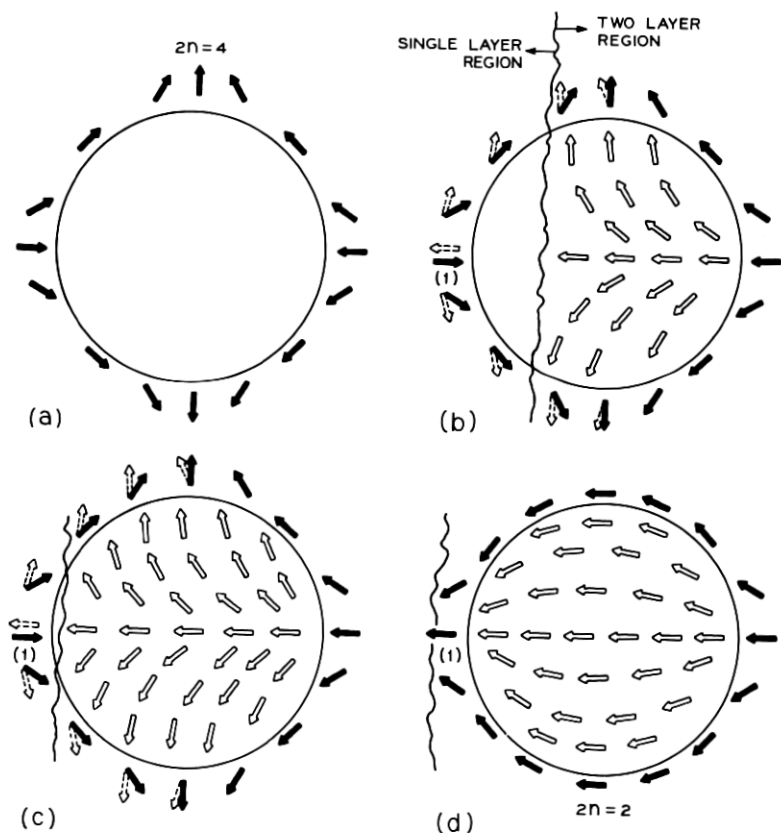 2n=4
(a)
SINGLE LAYER
REGION
TWO LAYER
REGION
(1)
(b)
(1)
(c)
(1)
2n=2
(d)